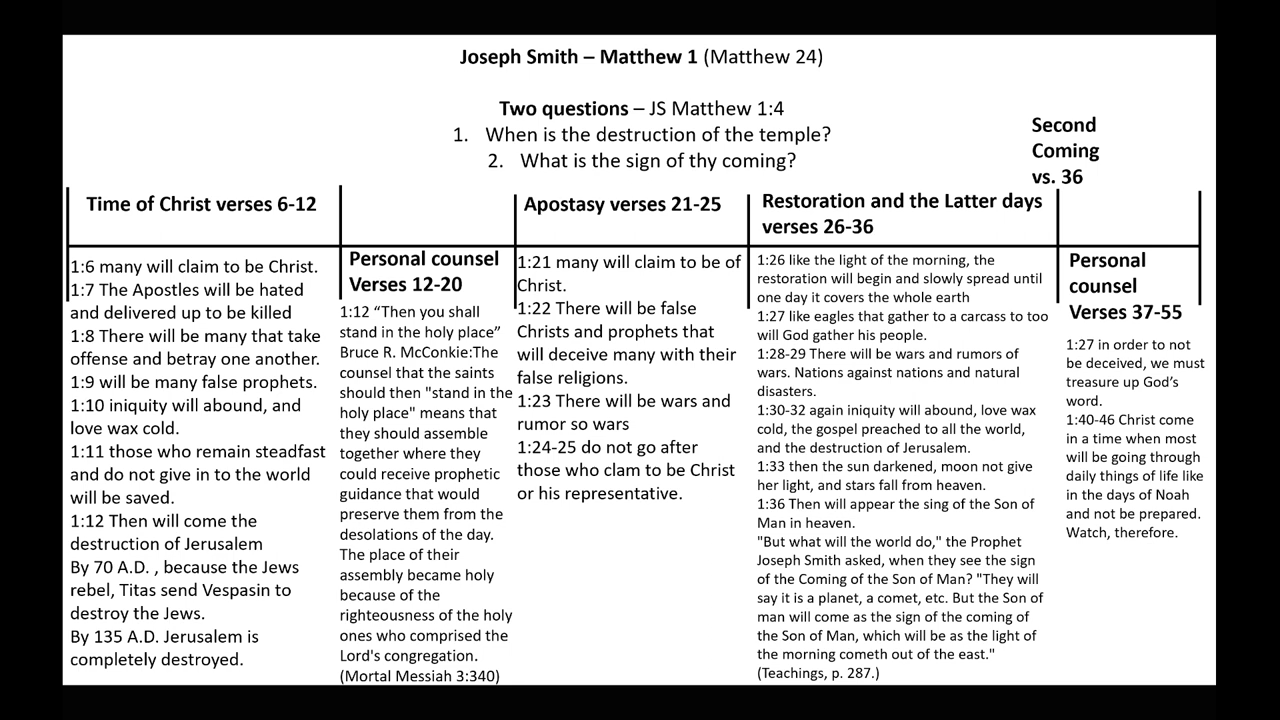 Joseph Smith – Matthew 1 (Matthew 24)
Two questions – JS Matthew 1:4
1. When is the destruction of the temple?
2. What is the sign of thy coming?
Second
Coming
vs. 36
Time of Christ verses 6-12
1:6 many will claim to be Christ.
1:7 The Apostles will be hated
and delivered up to be killed
1:8 There will be many that take
offense and betray one another.
1:9 will be many false prophets.
1:10 iniquity will abound, and
love wax cold.
1:11 those who remain steadfast
and do not give in to the world
will be saved.
1:12 Then will come the
destruction of Jerusalem
By 70 A.D. , because the Jews
rebel, Titas send Vespasin to
destroy the Jews.
By 135 A.D. Jerusalem is
completely destroyed.
Personal counsel
Verses 12-20
1:12 “Then you shall
stand in the holy place”
Bruce R. McConkie:The
counsel that the saints
should then "stand in the
holy place" means that
they should assemble
together where they
could receive prophetic
guidance that would
preserve them from the
desolations of the day.
The place of their
assembly became holy
because of the
righteousness of the holy
ones who comprised the
Lord's congregation.
(Mortal Messiah 3:340)
Apostasy verses 21-25
1:21 many will claim to be of
Christ.
1:22 There will be false
Christs and prophets that
will deceive many with their
false religions.
1:23 There will be wars and
rumor so wars
1:24-25 do not go after
those who clam to be Christ
or his representative.
Restoration and the Latter days
verses 26-36
1:26 like the light of the morning, the
restoration will begin and slowly spread until
one day it covers the whole earth
1:27 like eagles that gather to a carcass to too
will God gather his people.
1:28-29 There will be wars and rumors of
wars. Nations against nations and natural
disasters.
1:30-32 again iniquity will abound, love wax
cold, the gospel preached to all the world,
and the destruction of Jerusalem.
1:33 then the sun darkened, moon not give
her light, and stars fall from heaven.
1:36 Then will appear the sing of the Son of
Man in heaven.
"But what will the world do," the Prophet
Joseph Smith asked, when they see the sign
of the Coming of the Son of Man? "They will
say it is a planet, a comet, etc. But the Son of
man will come as the sign of the coming of
the Son of Man, which will be as the light of
the morning cometh out of the east."
(Teachings, p. 287.)
Personal
counsel
Verses 37-55
1:27 in order to not
be deceived, we must
treasure up God’s
word.
1:40-46 Christ come
in a time when most
will be going through
daily things of life like
in the days of Noah
and not be prepared.
Watch, therefore.